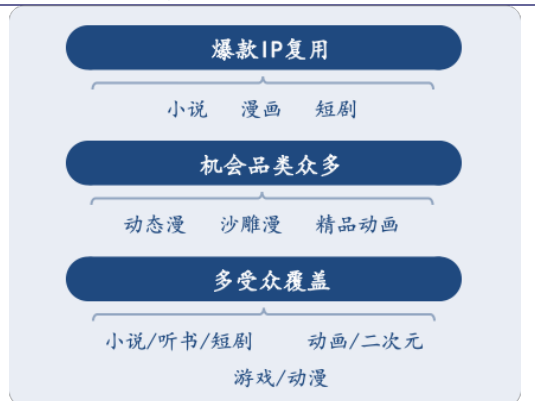 爆款IP复用
小说 漫画 短剧
机会品类众多
动态漫 沙雕漫 精品动画
多受众覆盖
小说/听书/短剧 动画/二次元
游戏/动漫